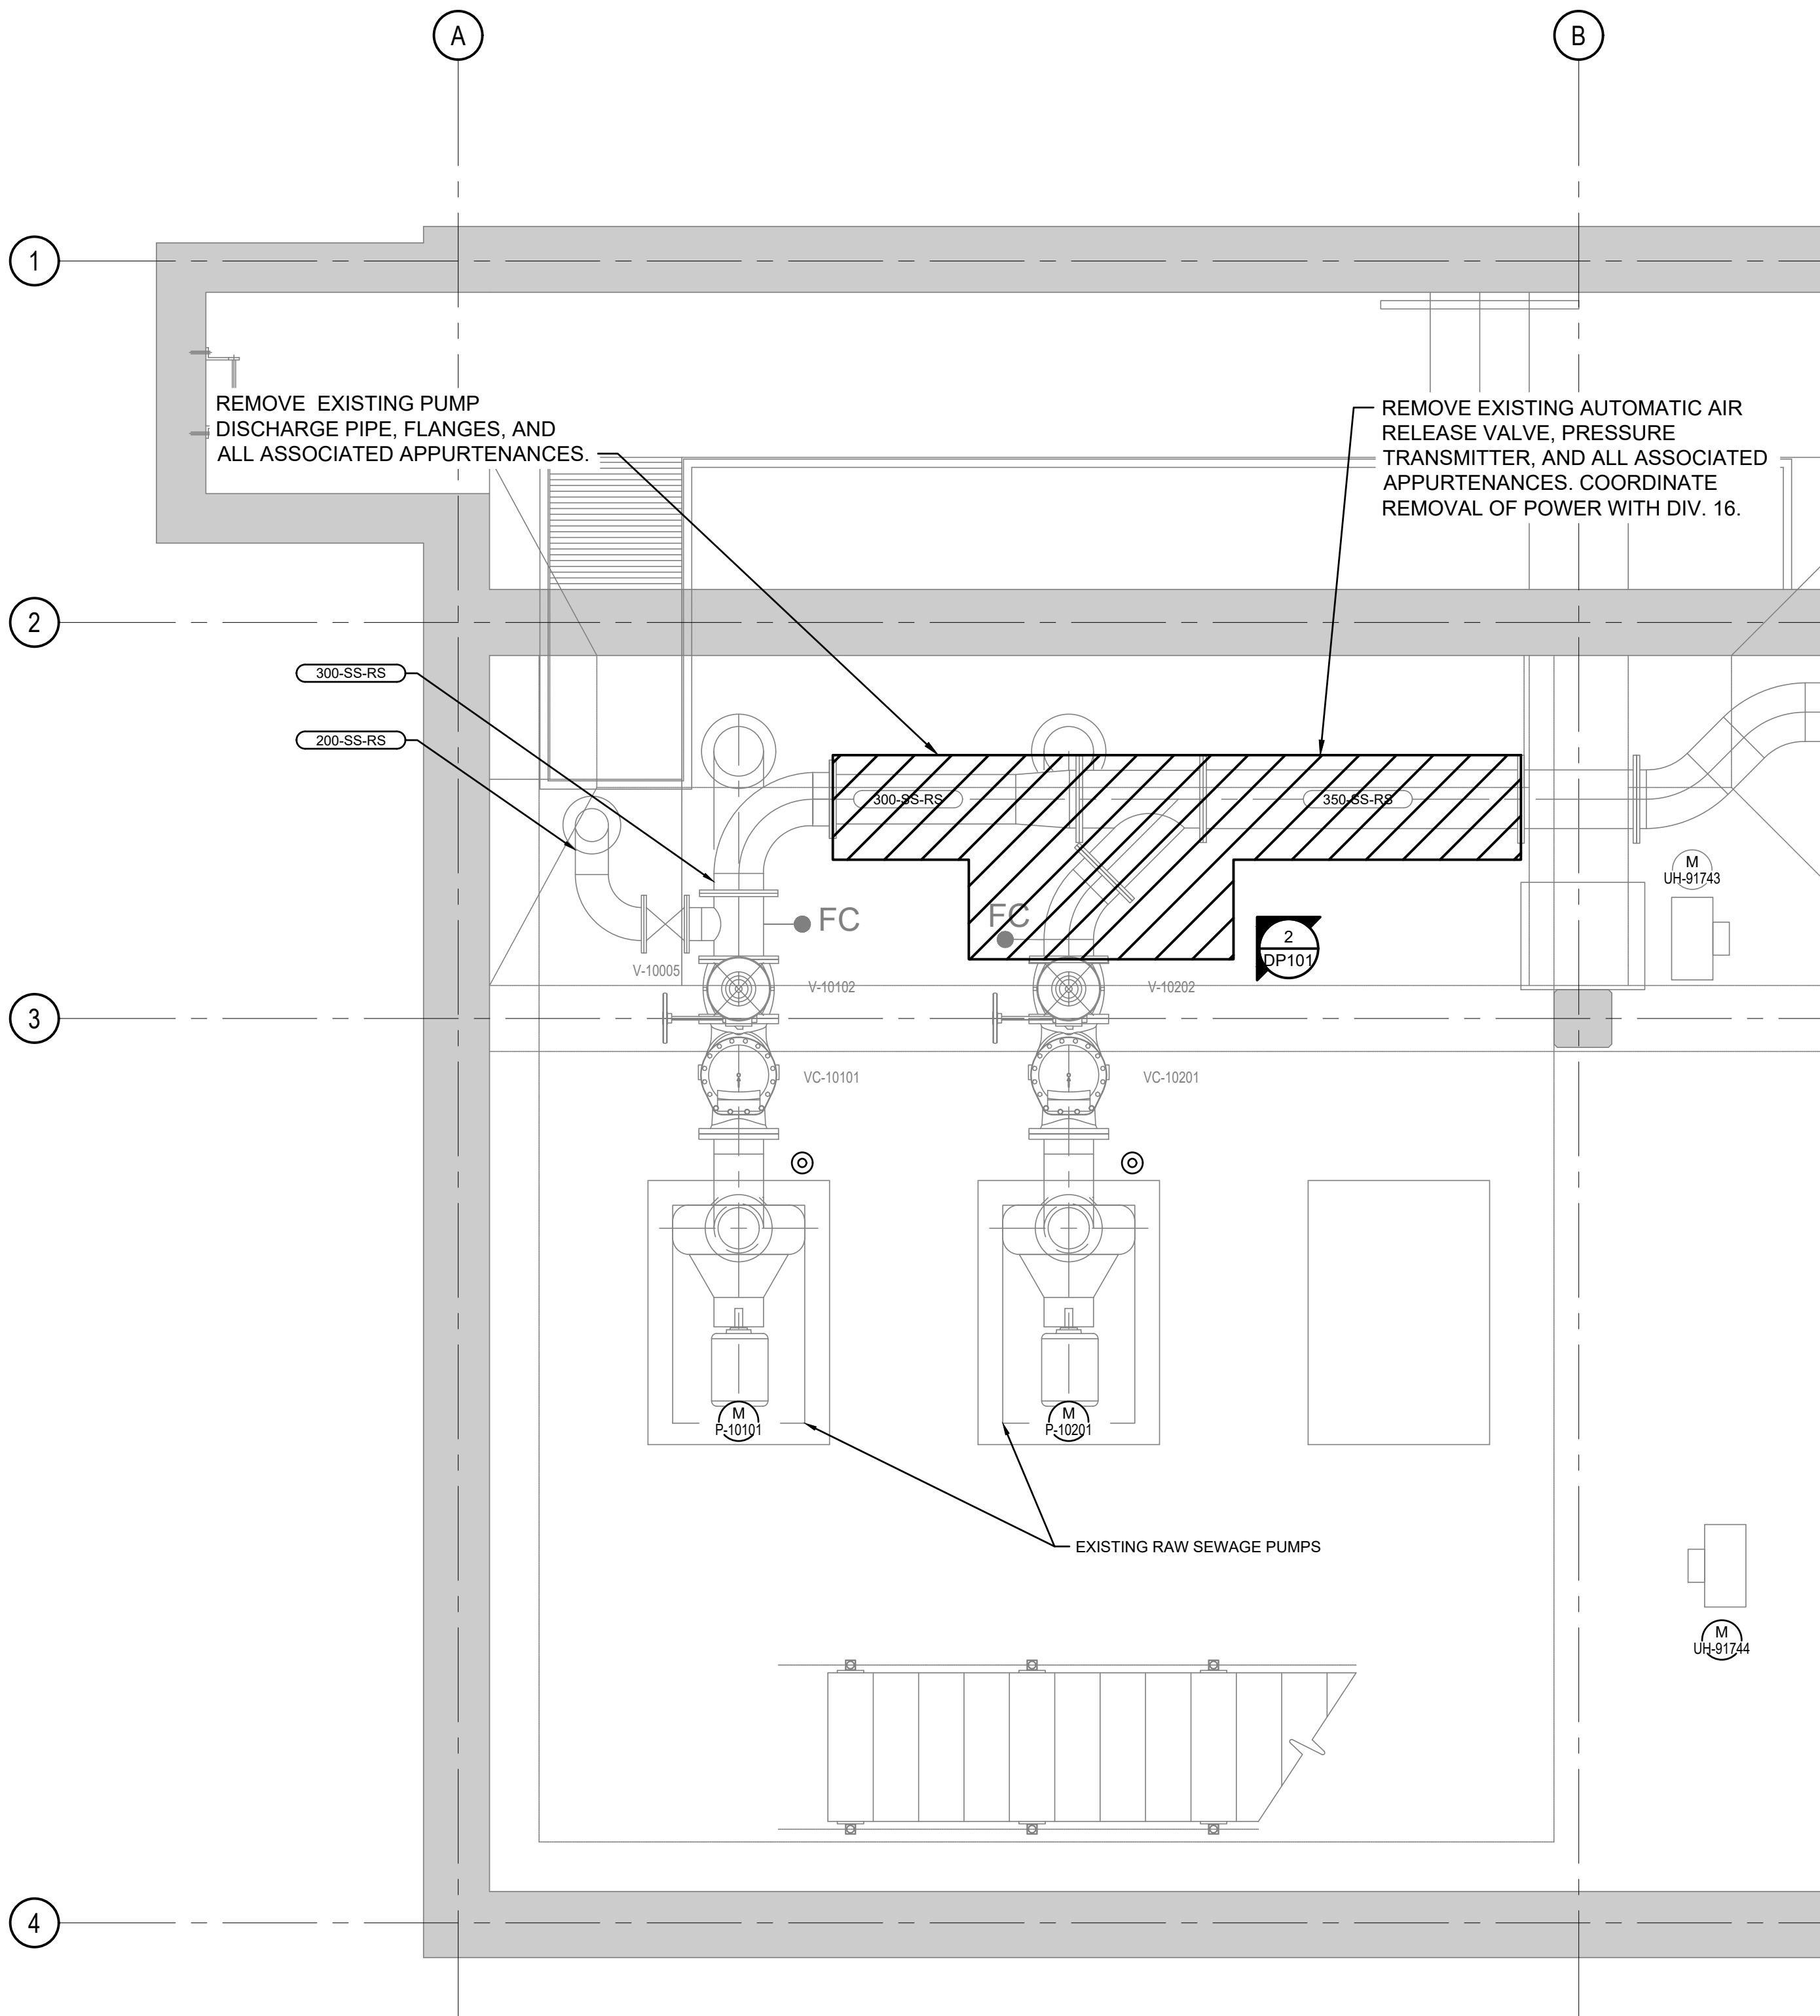 A
B
1
REMOVE EXISTING PUMP
DISCHARGE PIPE, FLANGES, AND
ALL ASSOCIATED APPURTENANCES.
REMOVE EXISTING AUTOMATIC AIR
RELEASE VALVE, PRESSURE
TRANSMITTER, AND ALL ASSOCIATED
APPURTENANCES. COORDINATE
REMOVAL OF POWER WITH DIV. 16.
2
300-SS-RS
200-SS-RS
300-SS-RS
350-SS-RS
M
UH-91743
FC
FC
2
DP101
V-10005
V-10102
V-10202
3
VC-10101
VC-10201
M
P-10101
M
P-10201
EXISTING RAW SEWAGE PUMPS
M
UH-91744
4